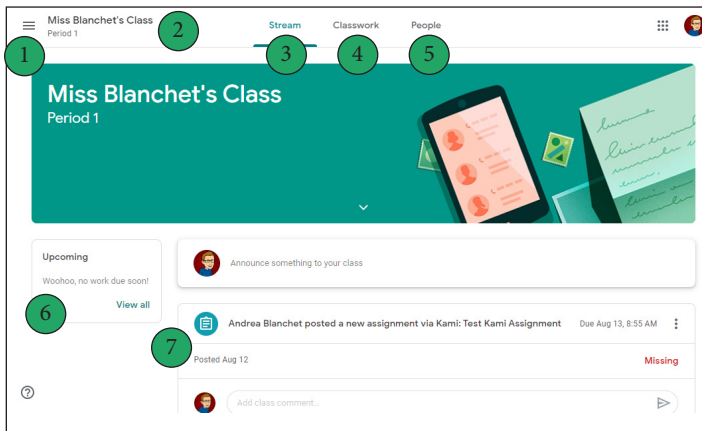 Miss Blanchet's Class
Period 1
2
Stream
Classwork
People
1
3
4
5
Miss Blanchet's Class
Period 1
Upcoming
Woohoo, no work due soon!
View all
6
Announce something to your class
Andrea Blanchet posted a new assignment via Kami: Test Kami Assignment
Due Aug 13, 8:55 AM
7
Posted Aug 12
Missing
Add class comment...